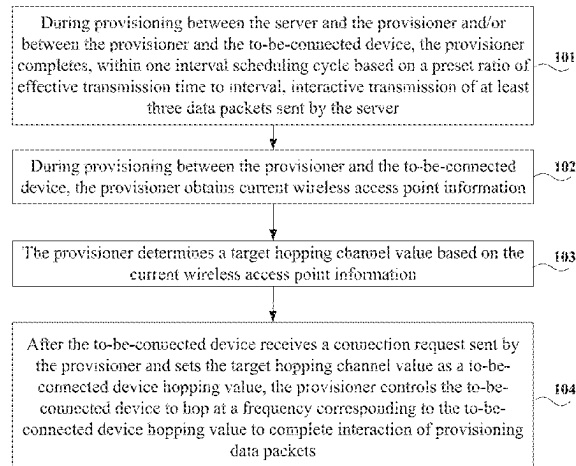 During provisioning between the server and the provisioner and/or
between the provisioner and the to-be-connected device, the provisioner
completes, within one interval scheduling cycle based on a preset ratio of
effective transmission time to interval, interactive transmission of at least
three data packets sent by the server
101
During provisioning between the provisioner and the to-be-connected
device, the provisioner obtains current wireless access point information
102
The provisioner determines a target hopping channel value based on the
current wireless access point information
103
After the to-be-connected device receives a connection request sent by
the provisioner and sets the target hopping channel value as a to-be-
connected device hopping value, the provisioner controls the to-be-
connected device to hop at a frequency corresponding to the to-be-
connected device hopping value to complete interaction of provisioning
data packets
104